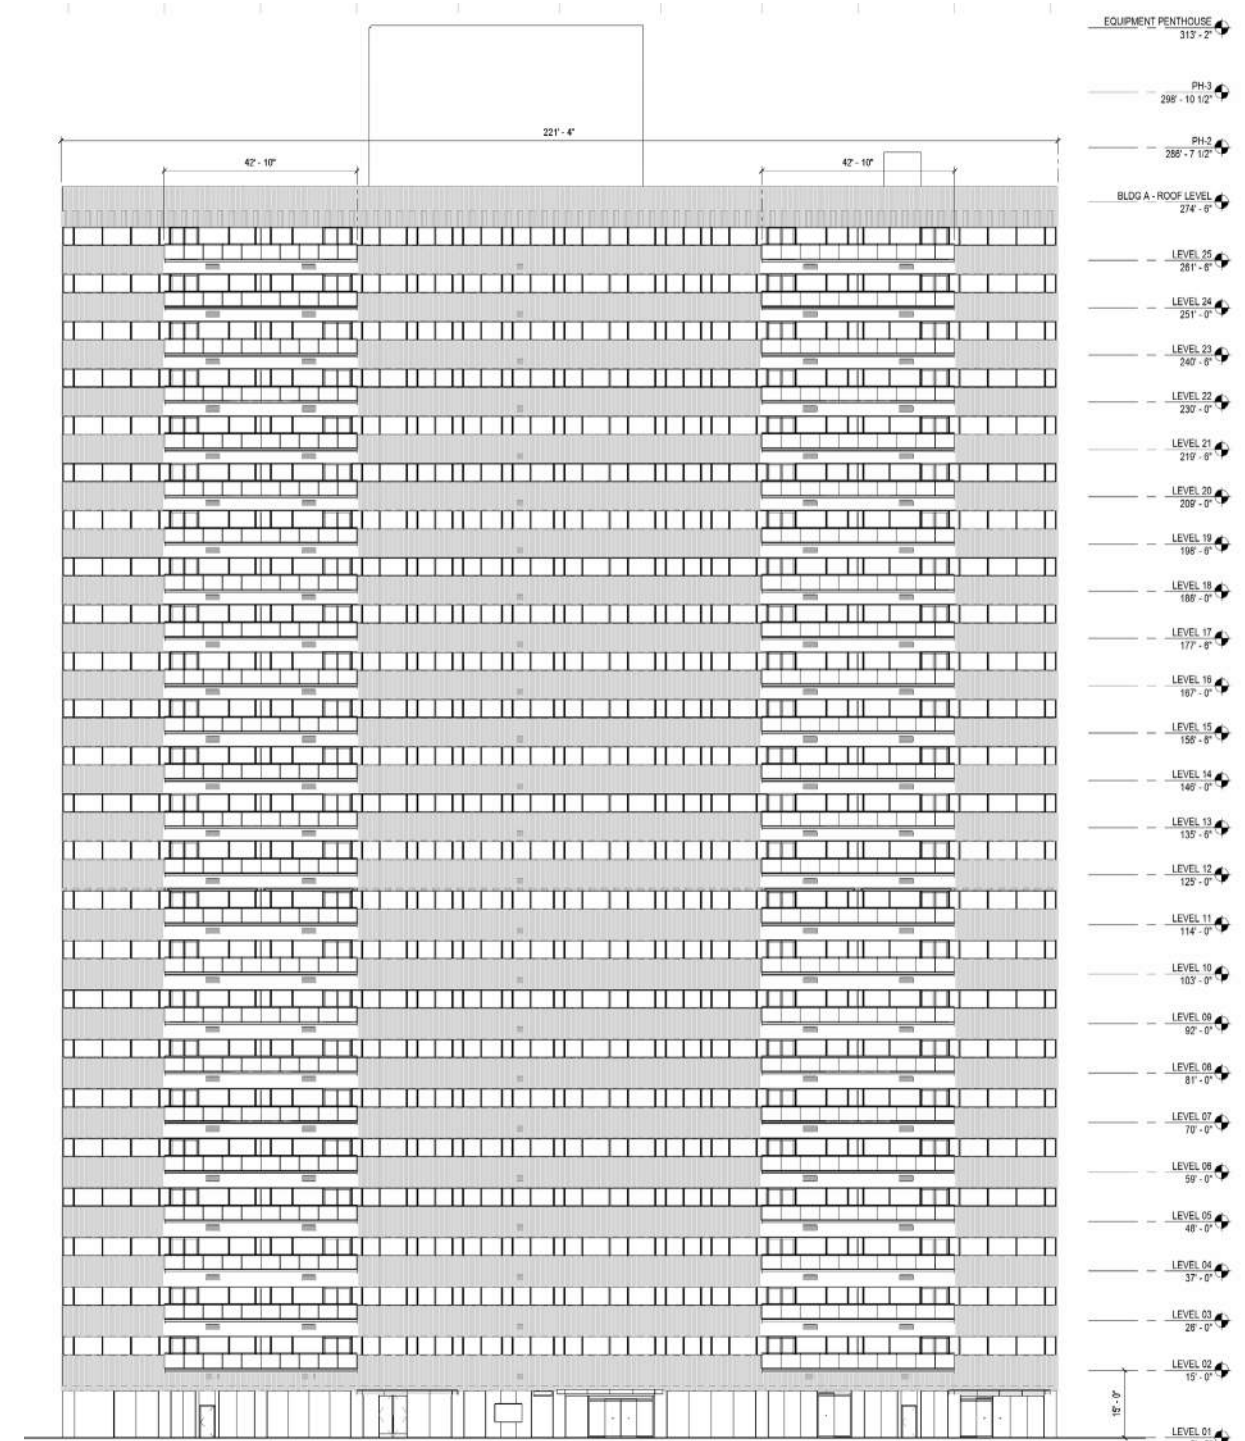 EQUIPMENT PENTHOUSE
313' - 2"
PH-3
298' - 10 1/2"
221' - 4"
PH-2
286' - 7 1/2"
42' - 10"
42' - 10"
BLDG A - ROOF LEVEL
274' - 6"
LEVEL 25
261' - 6"
LEVEL 24
251' - 0"
LEVEL 23
240' - 6"
LEVEL 22
230' - 0"
LEVEL 21
219' - 6"
LEVEL 20
209' - 0"
LEVEL 19
198' - 6"
LEVEL 18
188' - 0"
LEVEL 17
177' - 6"
LEVEL 16
167' - 0"
LEVEL 15
156' - 6"
LEVEL 14
146' - 0"
LEVEL 13
135' - 6"
LEVEL 12
125' - 0"
LEVEL 11
114' - 0"
LEVEL 10
103' - 0"
LEVEL 09
92' - 0"
LEVEL 08
81' - 0"
LEVEL 07
70' - 0"
LEVEL 06
59' - 0"
LEVEL 05
48' - 0"
LEVEL 04
37' - 0"
LEVEL 03
26' - 0"
LEVEL 02
15' - 0"
15' - 0"
LEVEL 01